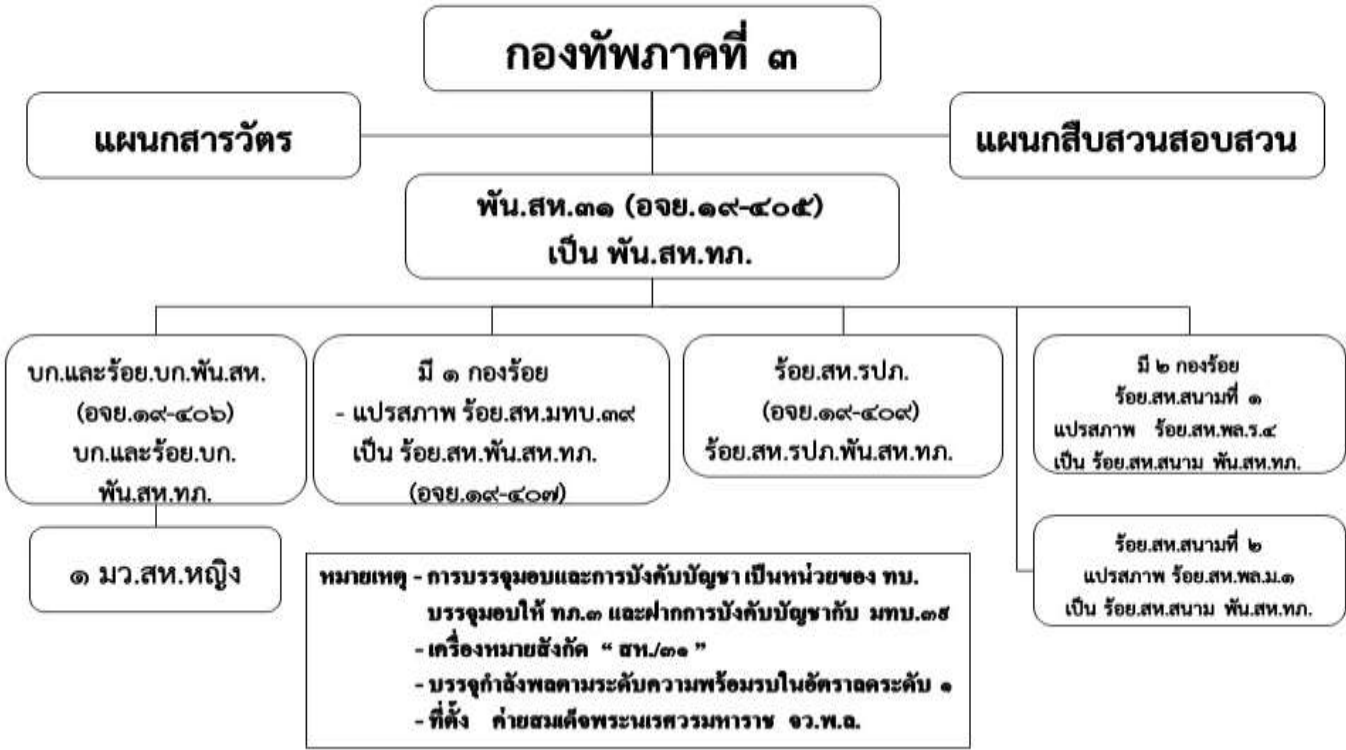 กองทัพภาคที่ ๓
แผนกสารวัตร
แผนกสืบสวนสอบสวน
พัน.สห.๓๑ (อจย.๑๙-๔๐๕)
เป็น พัน.สห.ทภ.
บก.และร้อย.บก.พัน.สห.
(อจย.๑๙-๔๐๖)
บก.และร้อย.บก.
พัน.สห.ทภ.
๑ มว.สห.หญิง
มี ๑ กองร้อย
- แปรสภาพ ร้อย.สห.มทบ.๓๙
เป็น ร้อย.สห.พัน.สห.ทภ.
(อจย.๑๙-๔๐๗)
ร้อย.สห.รปภ.
(อจย.๑๙-๔๐๙)
ร้อย.สห.รปภ.พัน.สห.ทภ.
มี ๒ กองร้อย
ร้อย.สห.สนามที่ ๑
แปรสภาพ ร้อย.สห.พล.ร.๔
เป็น ร้อย.สห.สนาม พัน.สห.ทภ.
ร้อย.สห.สนามที่ ๒
แปรสภาพ ร้อย.สห.พล.ม.๑
เป็น ร้อย.สห.สนาม พัน.สห.ทภ.
หมายเหตุ - การบรรจุมอบและการบังคับบัญชา เป็นหน่วยของ ทบ.
บรรจุมอบให้ ทภ.๓ และฝากการบังคับบัญชากับ มทบ.๓๙
- เครื่องหมายสังกัด “ สห./๓๑ ”
- บรรจุกำลังพลตามระดับความพร้อมรบในอัตราลดระดับ ๑
- ที่ตั้ง ค่ายสมเด็จพระนเรศวรมหาราช จว.พ.ล.